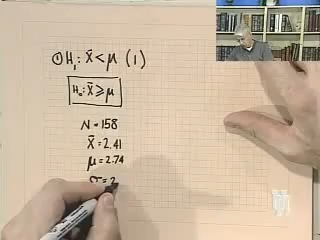 ① H₁: X̄ < μ (1)
H₀: X̄ ≥ μ
N = 158
X̄ = 2.41
μ = 2.74
σ = 2